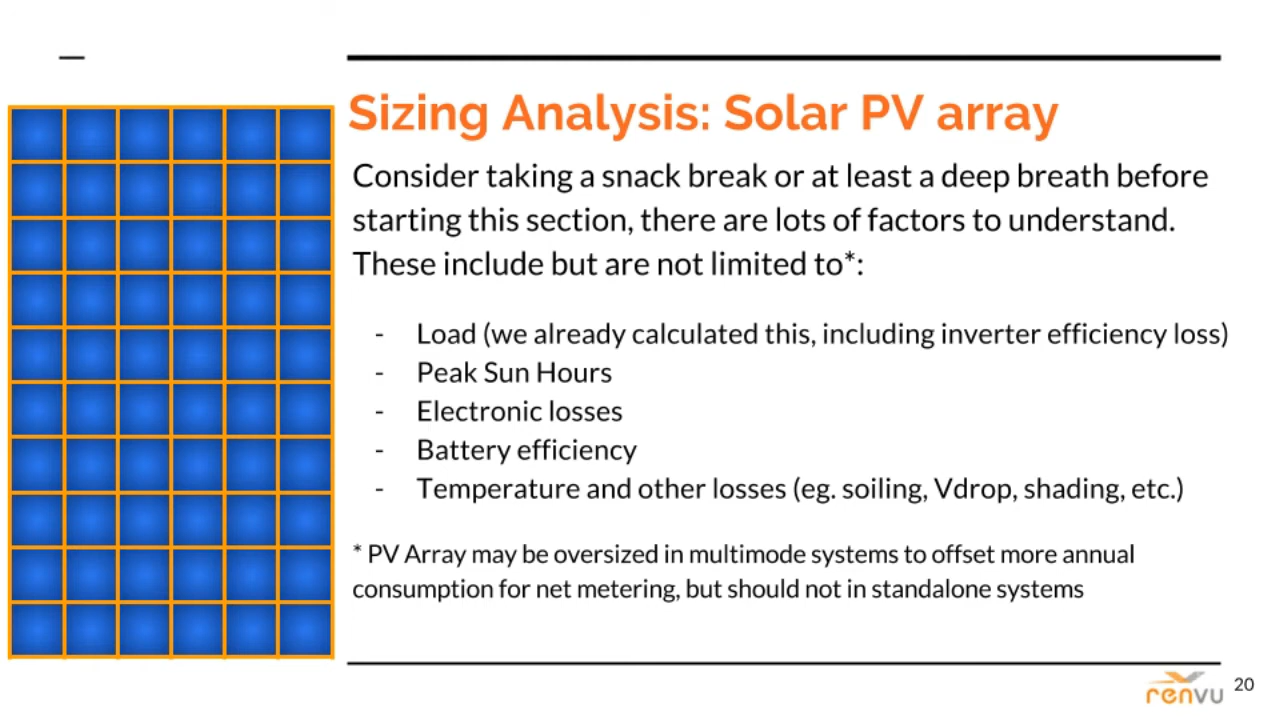 Sizing Analysis: Solar PV array
Consider taking a snack break or at least a deep breath before
starting this section, there are lots of factors to understand.
These include but are not limited to*:
- Load (we already calculated this, including inverter efficiency loss)
- Peak Sun Hours
- Electronic losses
- Battery efficiency
- Temperature and other losses (eg. soiling, Vdrop, shading, etc.)
* PV Array may be oversized in multimode systems to offset more annual
consumption for net metering, but should not in standalone systems
renvu
20